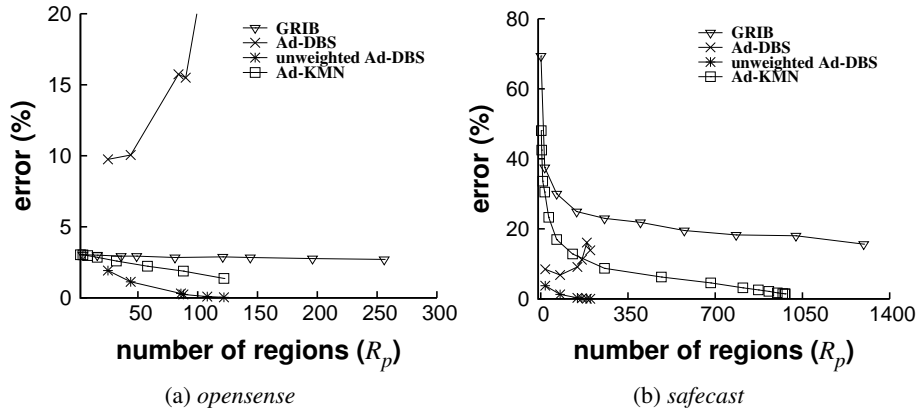 20
15
10
5
0
error (%)
50
100
150
200
250
300
number of regions (Rp)
GRIB
Ad-DBS
unweighted Ad-DBS
Ad-KMN
(a) opensense
80
60
40
20
0
error (%)
0
350
700
1050
1400
number of regions (Rp)
GRIB
Ad-DBS
unweighted Ad-DBS
Ad-KMN
(b) safecast